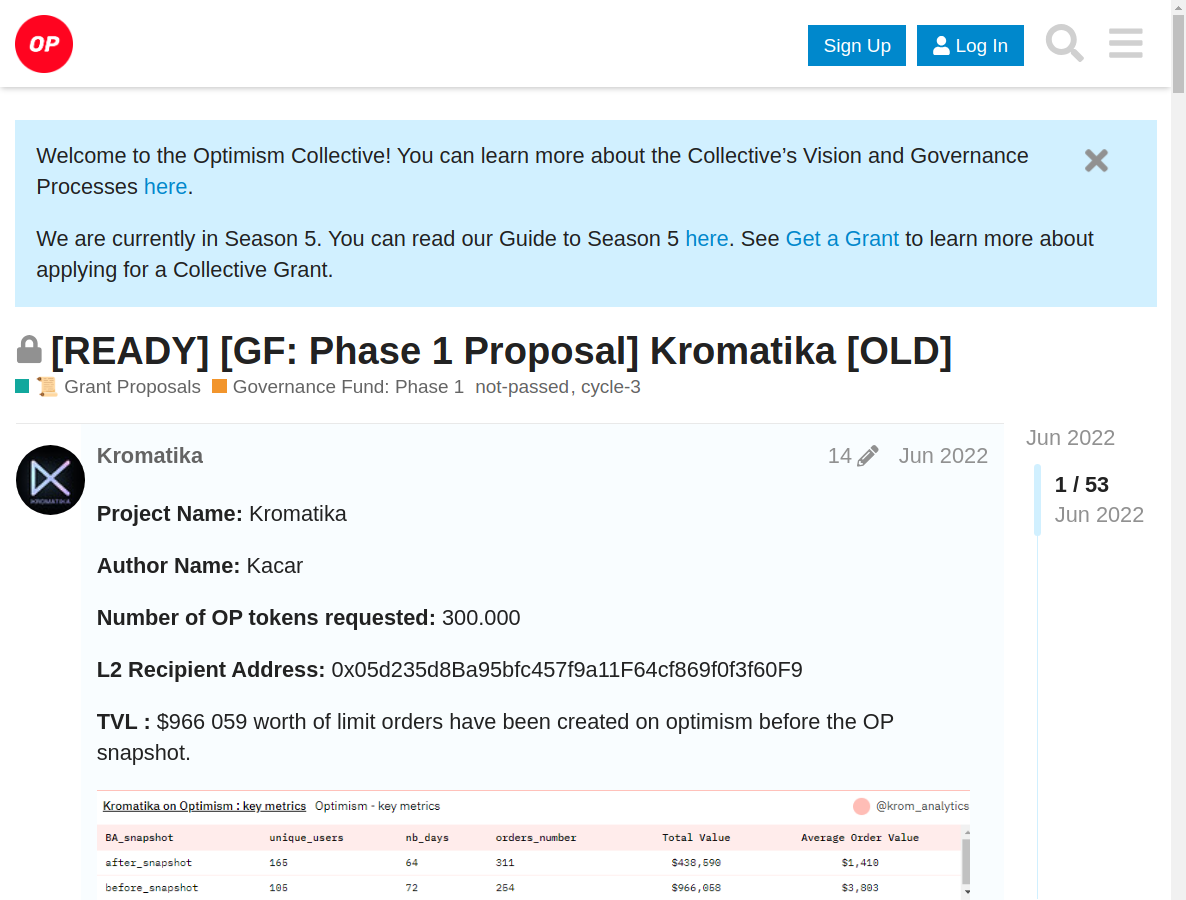 OP
Sign Up
Log In
Welcome to the Optimism Collective! You can learn more about the Collective’s Vision and Governance
Processes here.
We are currently in Season 5. You can read our Guide to Season 5 here. See Get a Grant to learn more about
applying for a Collective Grant.
[READY] [GF: Phase 1 Proposal] Kromatika [OLD]
📜 Grant Proposals Governance Fund: Phase 1 not-passed, cycle-3
Kromatika 14 Jun 2022
KROMATIKA
Jun 2022
1 / 53
Jun 2022
Project Name: Kromatika
Author Name: Kacar
Number of OP tokens requested: 300.000
L2 Recipient Address: 0x05d235d8Ba95bfc457f9a11F64cf869f0f3f60F9
TVL : $966 059 worth of limit orders have been created on optimism before the OP
snapshot.
Kromatika on Optimism : key metrics Optimism - key metrics @krom_analytics
BA_snapshot unique_users nb_days orders_number Total Value Average Order Value
after_snapshot 165 64 311 $438,590 $1,410
before_snapshot 105 72 254 $966,058 $3,803